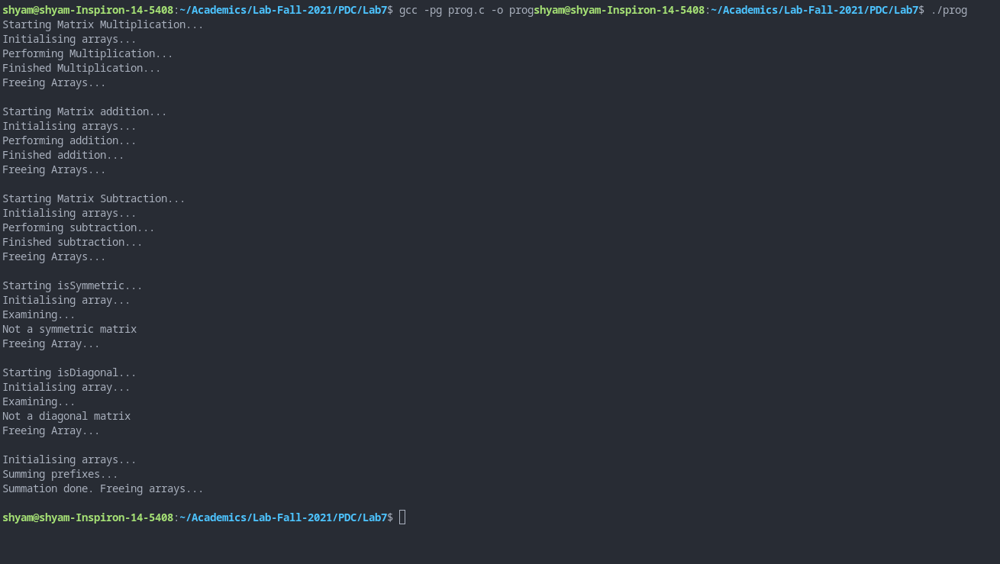 shyam@shyam-Inspiron-14-5408:~/Academics/Lab-Fall-2021/PDC/Lab7$ gcc -pg prog.c -o progshyam@shyam-Inspiron-14-5408:~/Academics/Lab-Fall-2021/PDC/Lab7$ ./prog
Starting Matrix Multiplication...
Initialising arrays...
Performing Multiplication...
Finished Multiplication...
Freeing Arrays...

Starting Matrix addition...
Initialising arrays...
Performing addition...
Finished addition...
Freeing Arrays...

Starting Matrix Subtraction...
Initialising arrays...
Performing subtraction...
Finished subtraction...
Freeing Arrays...

Starting isSymmetric...
Initialising array...
Examining...
Not a symmetric matrix
Freeing Array...

Starting isDiagonal...
Initialising array...
Examining...
Not a diagonal matrix
Freeing Array...

Initialising arrays...
Summing prefixes...
Summation done. Freeing arrays...

shyam@shyam-Inspiron-14-5408:~/Academics/Lab-Fall-2021/PDC/Lab7$